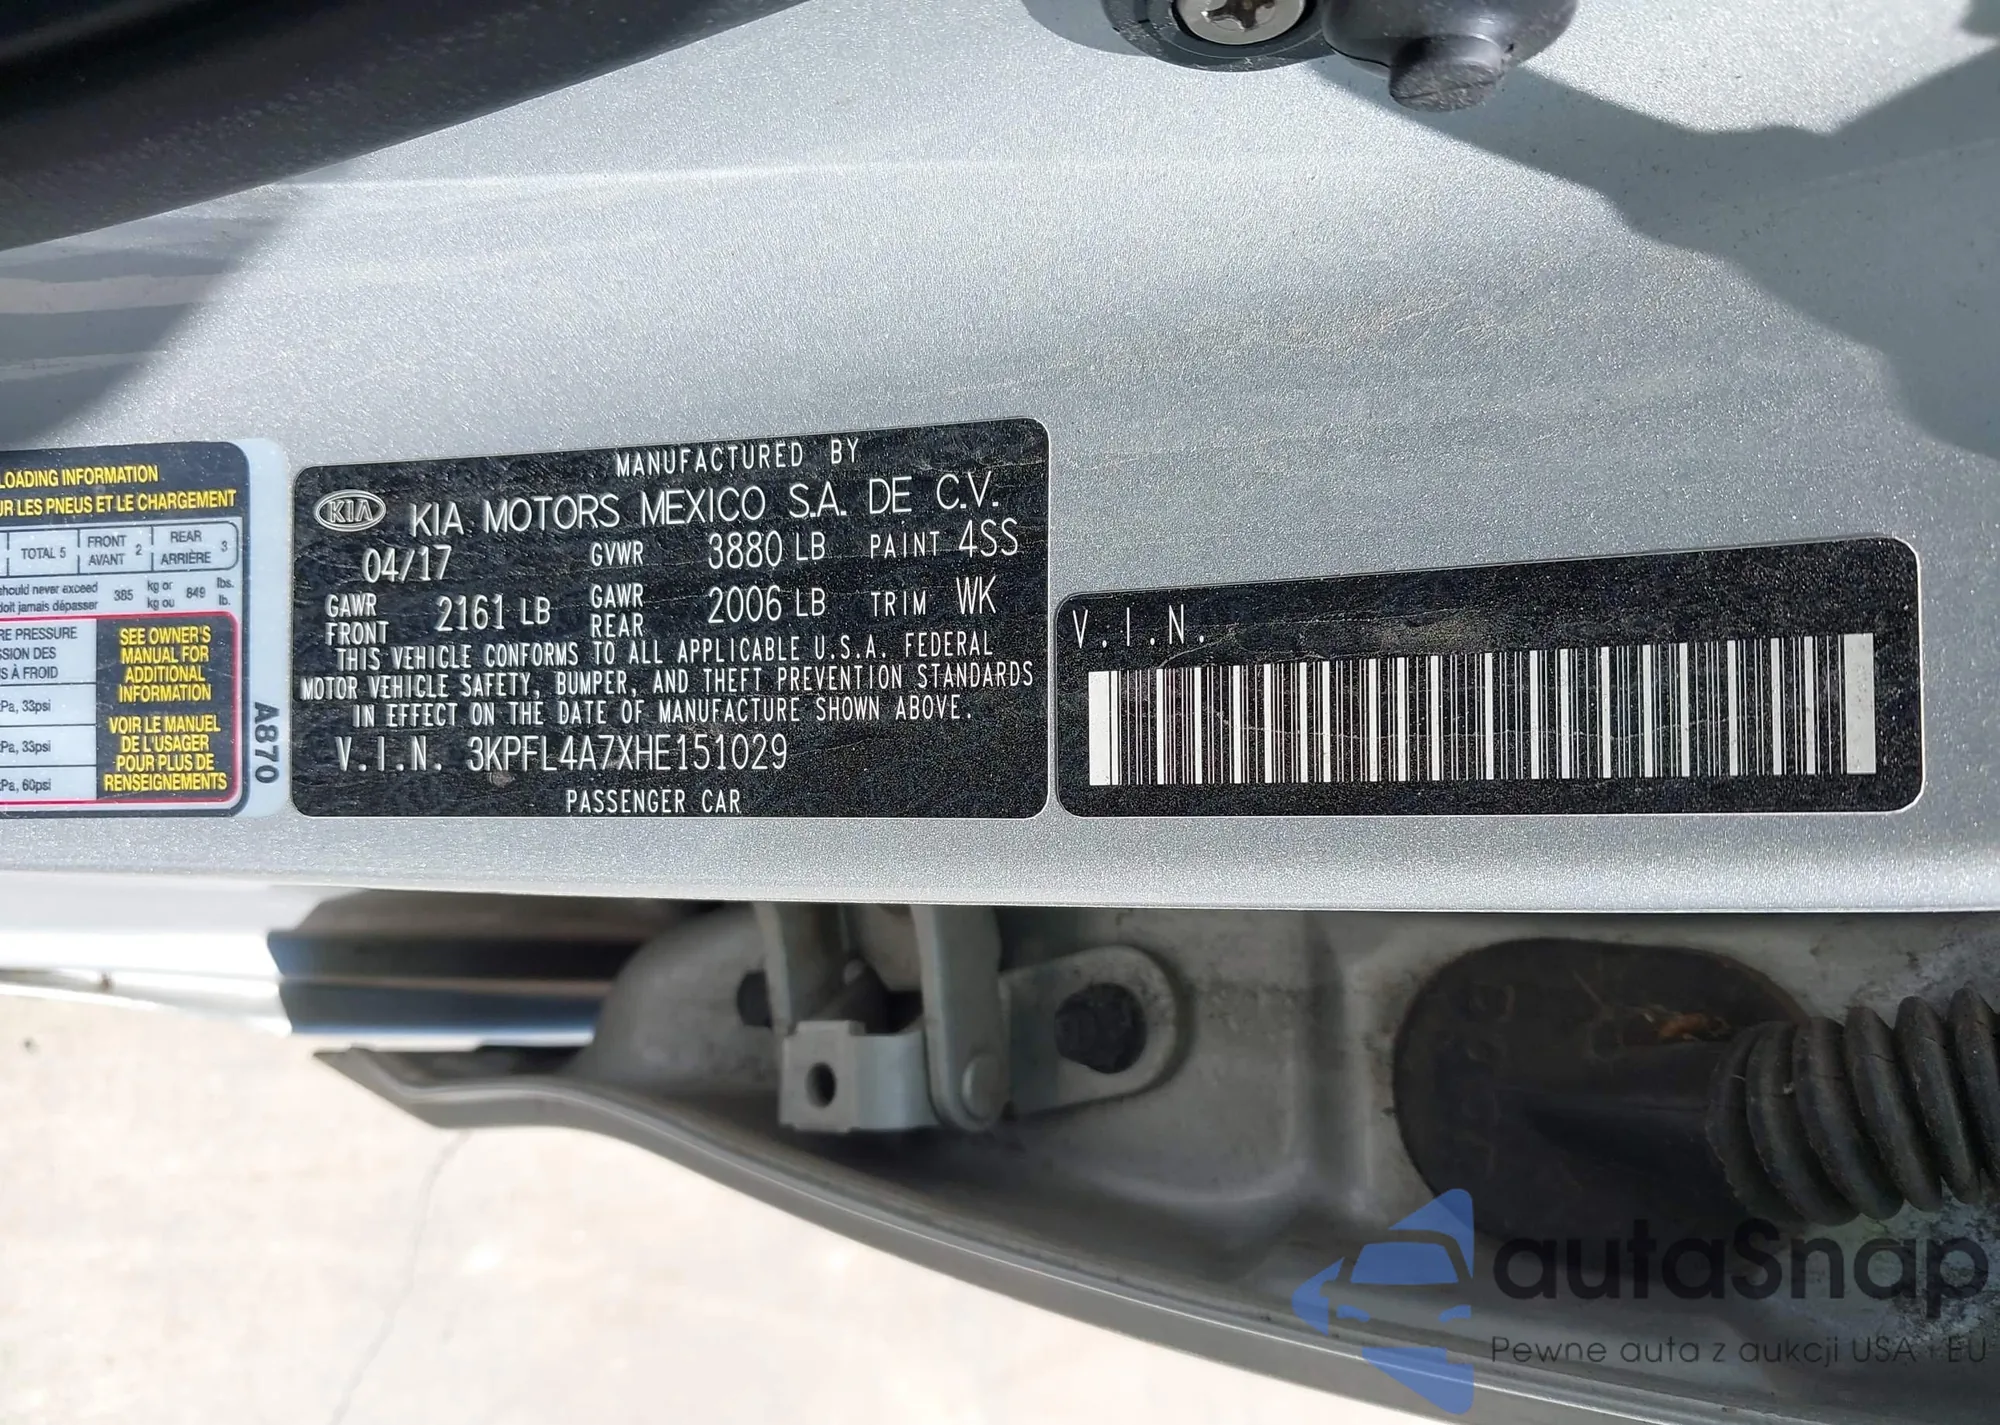 LOADING INFORMATION
UR LES PNEUS ET LE CHARGEMENT
TOTAL 5
FRONT
AVANT 2
REAR
ARRIÈRE 3
should never exceed
doit jamais dépasser
385
kg or
kg ou
849
lbs.
lb.
RE PRESSURE
SSION DES
S À FROID
kPa, 33psi
kPa, 33psi
kPa, 60psi
SEE OWNER'S
MANUAL FOR
ADDITIONAL
INFORMATION
VOIR LE MANUEL
DE L'USAGER
POUR PLUS DE
RENSEIGNEMENTS
A870
MANUFACTURED BY
KIA KIA MOTORS MEXICO S.A. DE C.V.
04/17 GVWR 3880 LB PAINT 4SS
GAWR FRONT 2161 LB GAWR REAR 2006 LB TRIM WK
THIS VEHICLE CONFORMS TO ALL APPLICABLE U.S.A. FEDERAL
MOTOR VEHICLE SAFETY, BUMPER, AND THEFT PREVENTION STANDARDS
IN EFFECT ON THE DATE OF MANUFACTURE SHOWN ABOVE.
V.I.N. 3KPFL4A7XHE151029
PASSENGER CAR
V.I.N.
autaSnap
Pewne auta z aukcji USA i EU